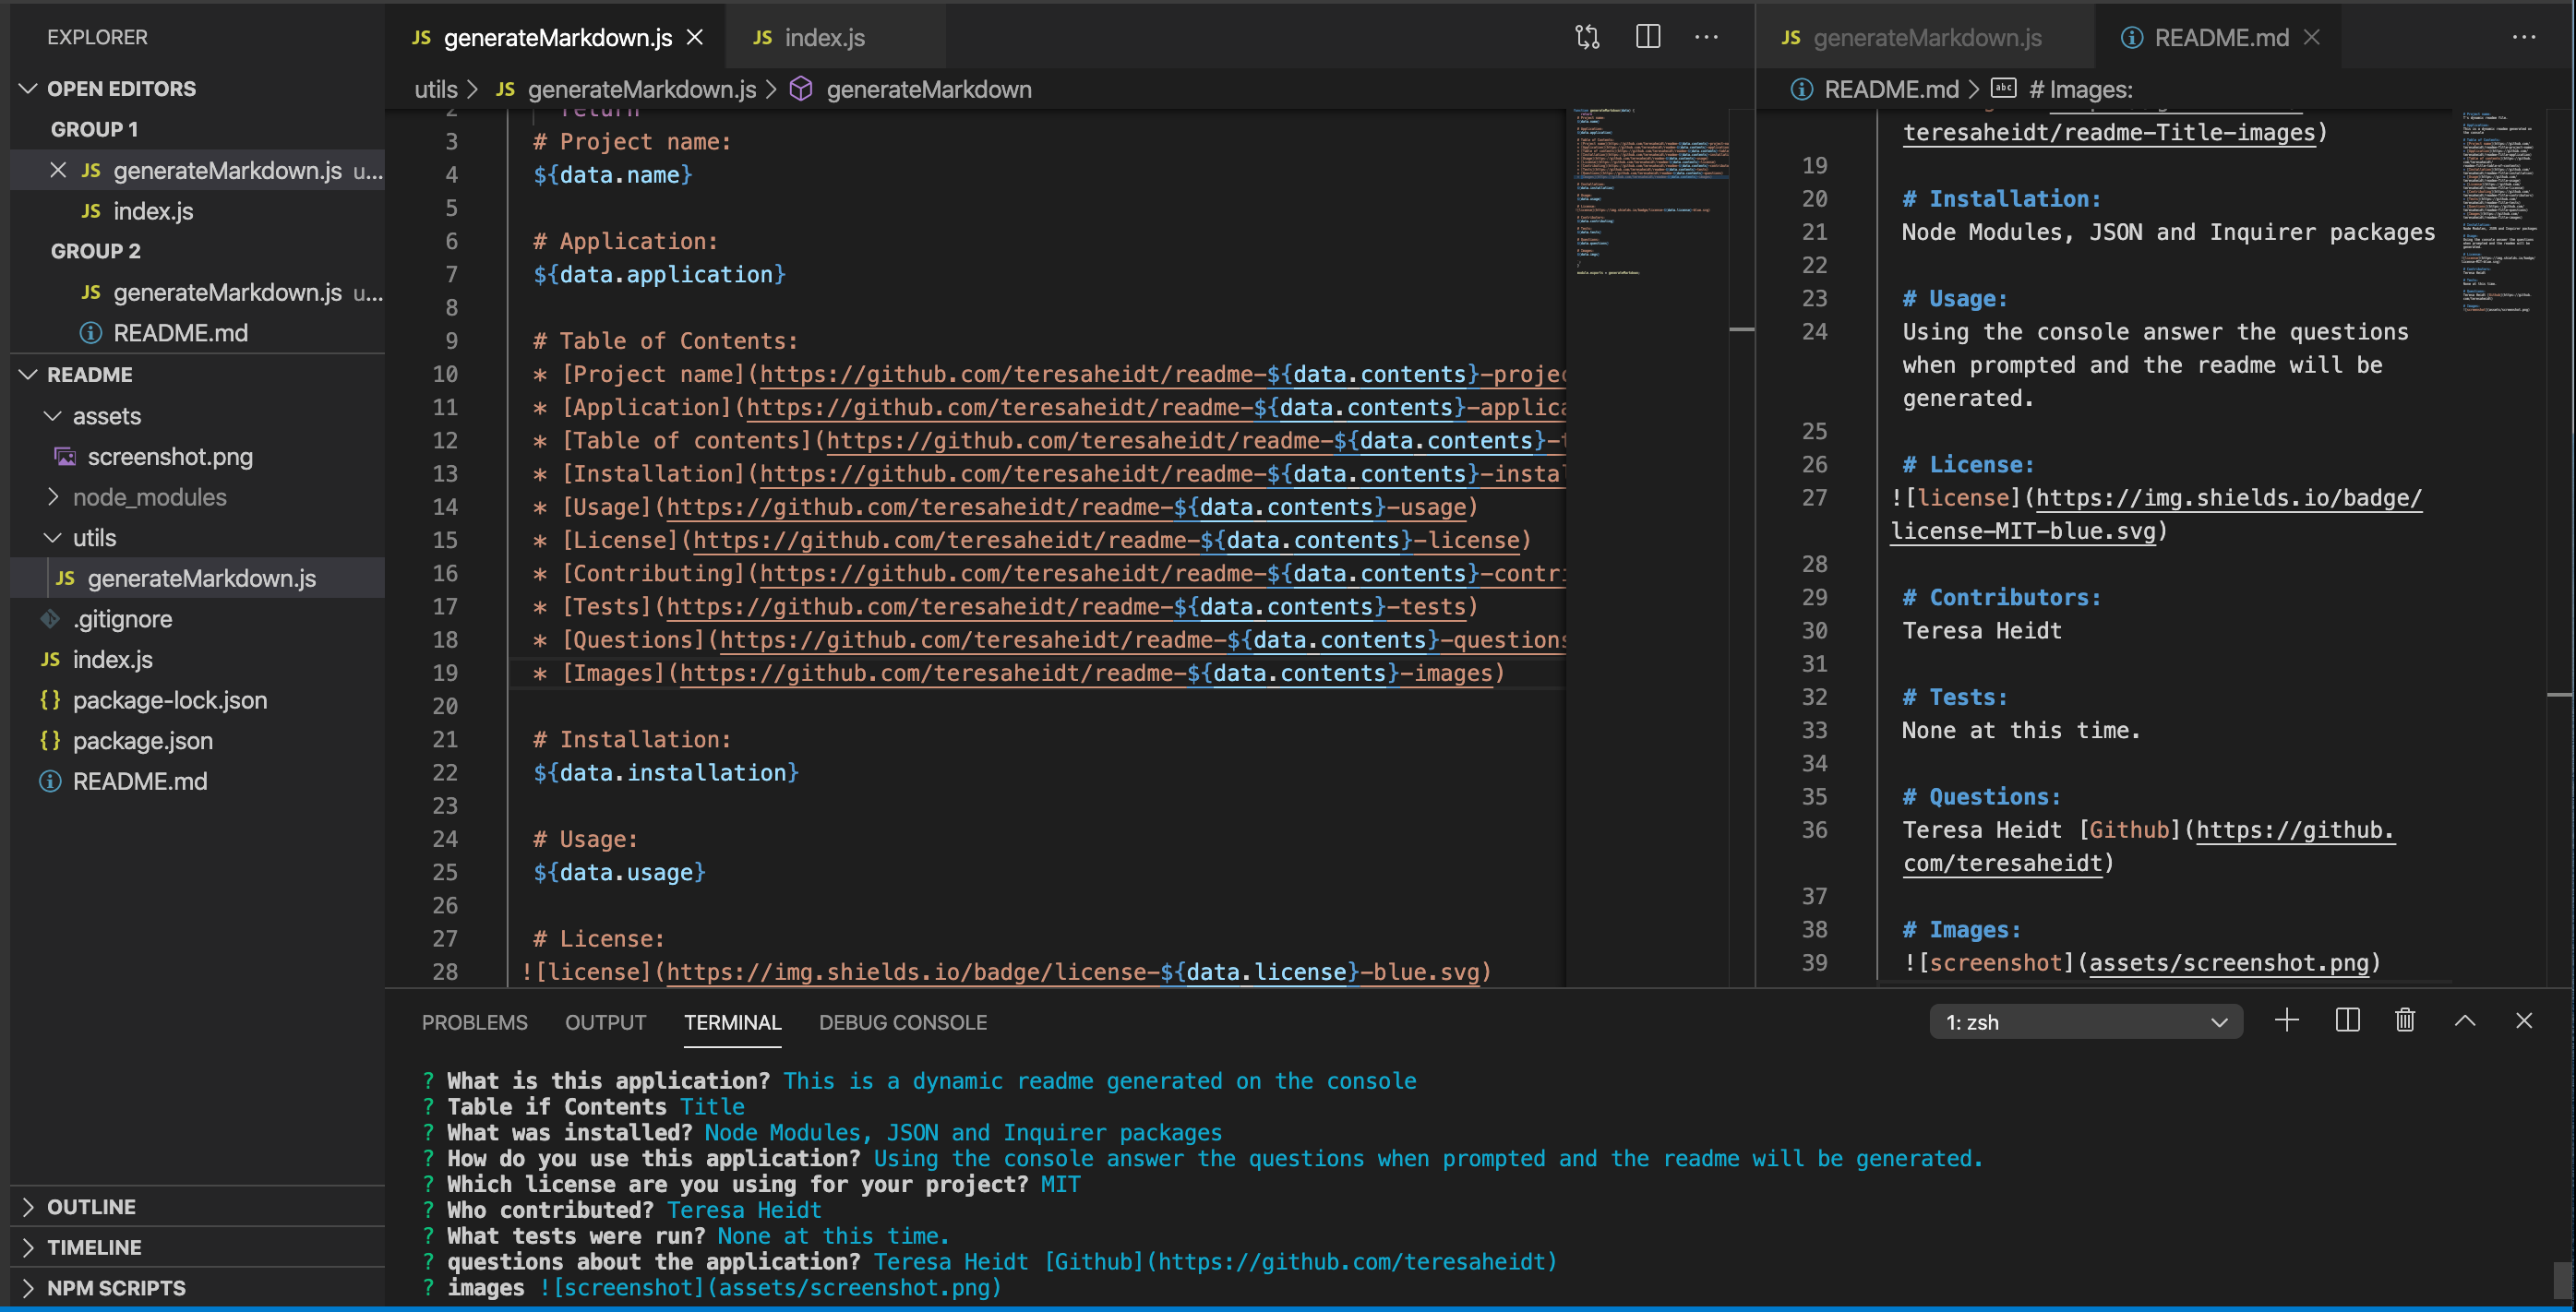 EXPLORER
OPEN EDITORS
GROUP 1
JS generateMarkdown.js u...
JS index.js
GROUP 2
JS generateMarkdown.js u...
README.md
README
assets
screenshot.png
node_modules
utils
JS generateMarkdown.js
.gitignore
JS index.js
{} package-lock.json
{} package.json
README.md
OUTLINE
TIMELINE
NPM SCRIPTS
JS generateMarkdown.js
JS index.js
utils > JS generateMarkdown.js > generateMarkdown
2 return
3 # Project name:
4 ${data.name}
5
6 # Application:
7 ${data.application}
8
9 # Table of Contents:
10 * [Project name](https://github.com/teresaheidt/readme-${data.contents}-projec
11 * [Application](https://github.com/teresaheidt/readme-${data.contents}-applica
12 * [Table of contents](https://github.com/teresaheidt/readme-${data.contents}-t
13 * [Installation](https://github.com/teresaheidt/readme-${data.contents}-instal
14 * [Usage](https://github.com/teresaheidt/readme-${data.contents}-usage)
15 * [License](https://github.com/teresaheidt/readme-${data.contents}-license)
16 * [Contributing](https://github.com/teresaheidt/readme-${data.contents}-contri
17 * [Tests](https://github.com/teresaheidt/readme-${data.contents}-tests)
18 * [Questions](https://github.com/teresaheidt/readme-${data.contents}-questions
19 * [Images](https://github.com/teresaheidt/readme-${data.contents}-images)
20
21 # Installation:
22 ${data.installation}
23
24 # Usage:
25 ${data.usage}
26
27 # License:
28 ![license](https://img.shields.io/badge/license-${data.license}-blue.svg)
JS generateMarkdown.js
README.md
README.md > abc # Images:
teresaheidt/readme-Title-images)
19
20 # Installation:
21 Node Modules, JSON and Inquirer packages
22
23 # Usage:
24 Using the console answer the questions
when prompted and the readme will be
generated.
25
26 # License:
27 ![license](https://img.shields.io/badge/
license-MIT-blue.svg)
28
29 # Contributors:
30 Teresa Heidt
31
32 # Tests:
33 None at this time.
34
35 # Questions:
36 Teresa Heidt [Github](https://github.
com/teresaheidt)
37
38 # Images:
39 ![screenshot](assets/screenshot.png)
PROBLEMS OUTPUT TERMINAL DEBUG CONSOLE
1: zsh
? What is this application? This is a dynamic readme generated on the console
? Table if Contents Title
? What was installed? Node Modules, JSON and Inquirer packages
? How do you use this application? Using the console answer the questions when prompted and the readme will be generated.
? Which license are you using for your project? MIT
? Who contributed? Teresa Heidt
? What tests were run? None at this time.
? questions about the application? Teresa Heidt [Github](https://github.com/teresaheidt)
? images ![screenshot](assets/screenshot.png)